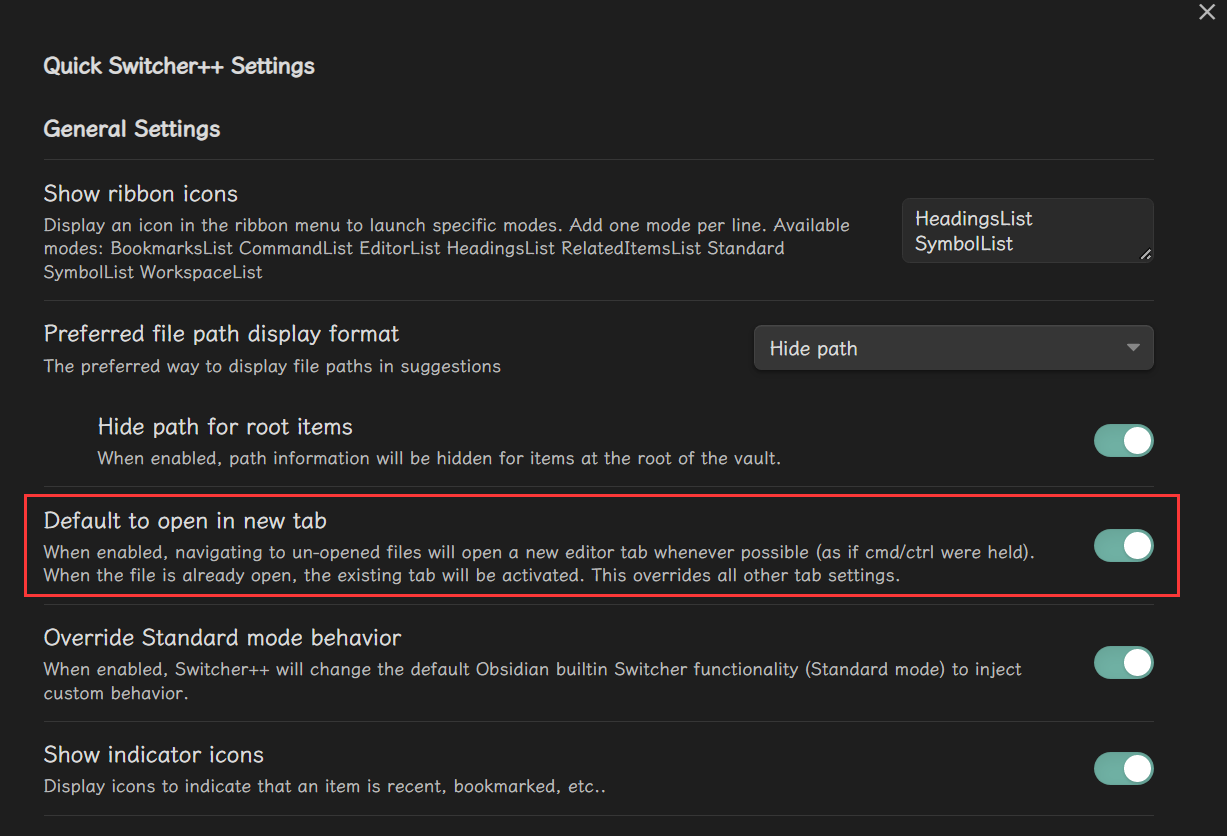 Quick Switcher++ Settings
General Settings
Show ribbon icons
Display an icon in the ribbon menu to launch specific modes. Add one mode per line. Available
modes: BookmarksList CommandList EditorList HeadingsList RelatedItemsList Standard
SymbolList WorkspaceList
HeadingsList
SymbolList
Preferred file path display format
The preferred way to display file paths in suggestions
Hide path
Hide path for root items
When enabled, path information will be hidden for items at the root of the vault.
Default to open in new tab
When enabled, navigating to un-opened files will open a new editor tab whenever possible (as if cmd/ctrl were held).
When the file is already open, the existing tab will be activated. This overrides all other tab settings.
Override Standard mode behavior
When enabled, Switcher++ will change the default Obsidian builtin Switcher functionality (Standard mode) to inject
custom behavior.
Show indicator icons
Display icons to indicate that an item is recent, bookmarked, etc..